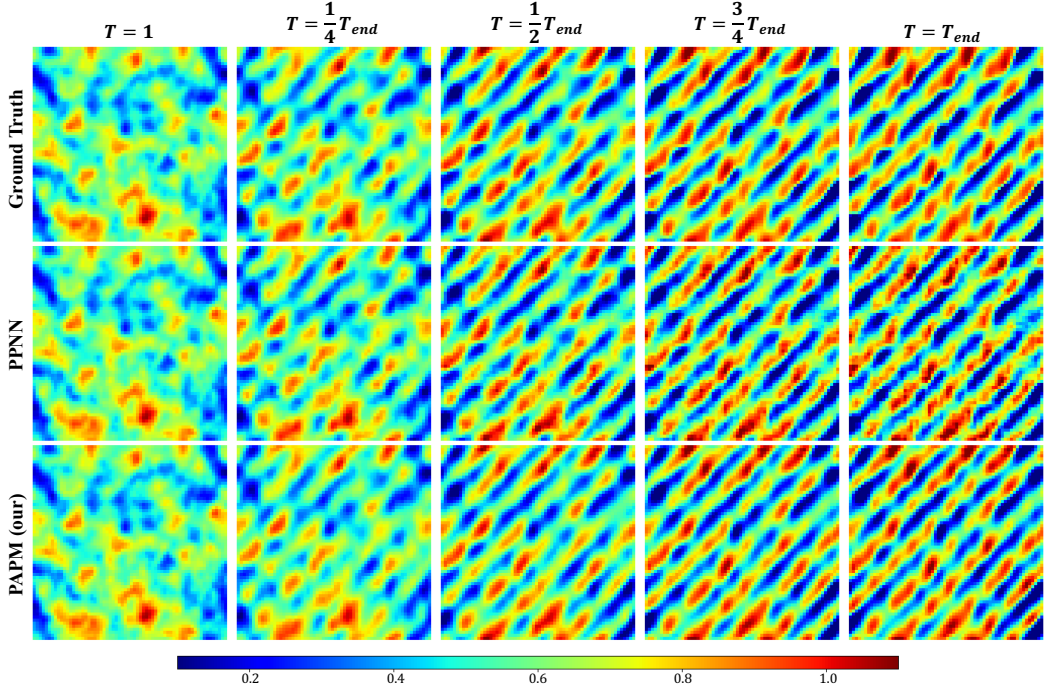 T = 1
T = 1/4 T_end
T = 1/2 T_end
T = 3/4 T_end
T = T_end
Ground Truth
PPNN
PAPM (our)
0.2 0.4 0.6 0.8 1.0